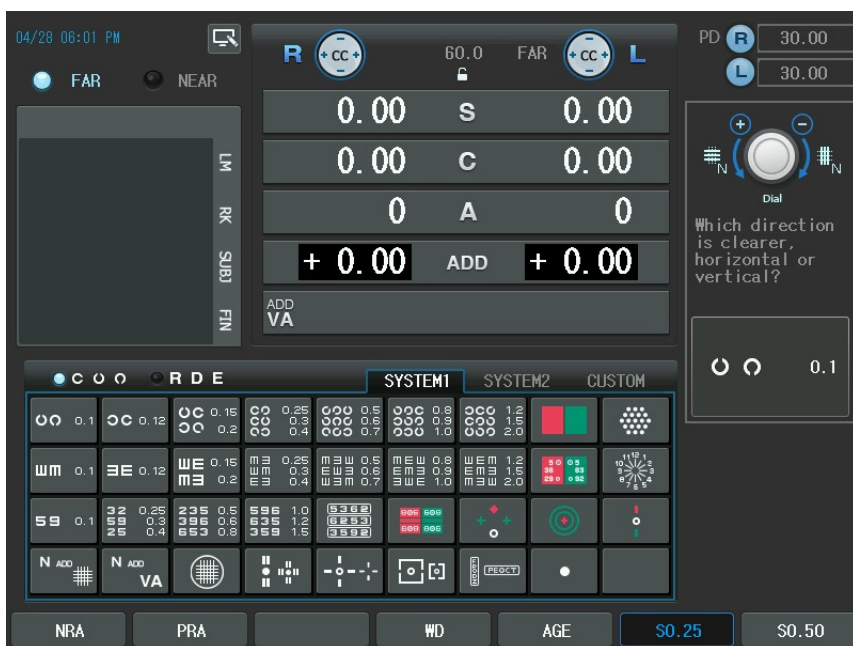 04/28 06:01 PM
FAR NEAR
LM
RK
SUBJ
FIN
R + CC + 60.0 FAR + CC + L
0.00 S 0.00
0.00 C 0.00
0 A 0
+ 0.00 ADD + 0.00
ADD
VA
PD R 30.00
L 30.00
+ −
N N
Dial
Which direction
is clearer,
horizontal or
vertical?
0.1
R D E
SYSTEM1 SYSTEM2 CUSTOM
0.1 0.12 0.15 0.25 0.5 0.8 1.2
0.3 0.6 0.9 1.5
0.2 0.4 0.7 1.0 2.0
0.1 0.12 0.15 0.25 0.5 0.8 1.2
0.3 0.6 0.9 1.5
0.2 0.4 0.7 1.0 2.0
59 0.1
32 0.25
59 0.3
25 0.4
235 0.5
396 0.6
653 0.8
596 1.0
635 1.2
359 1.5
5362
6253
3592
N ADD
N ADD
VA
PEOCT
NRA PRA WD AGE S0.25 S0.50